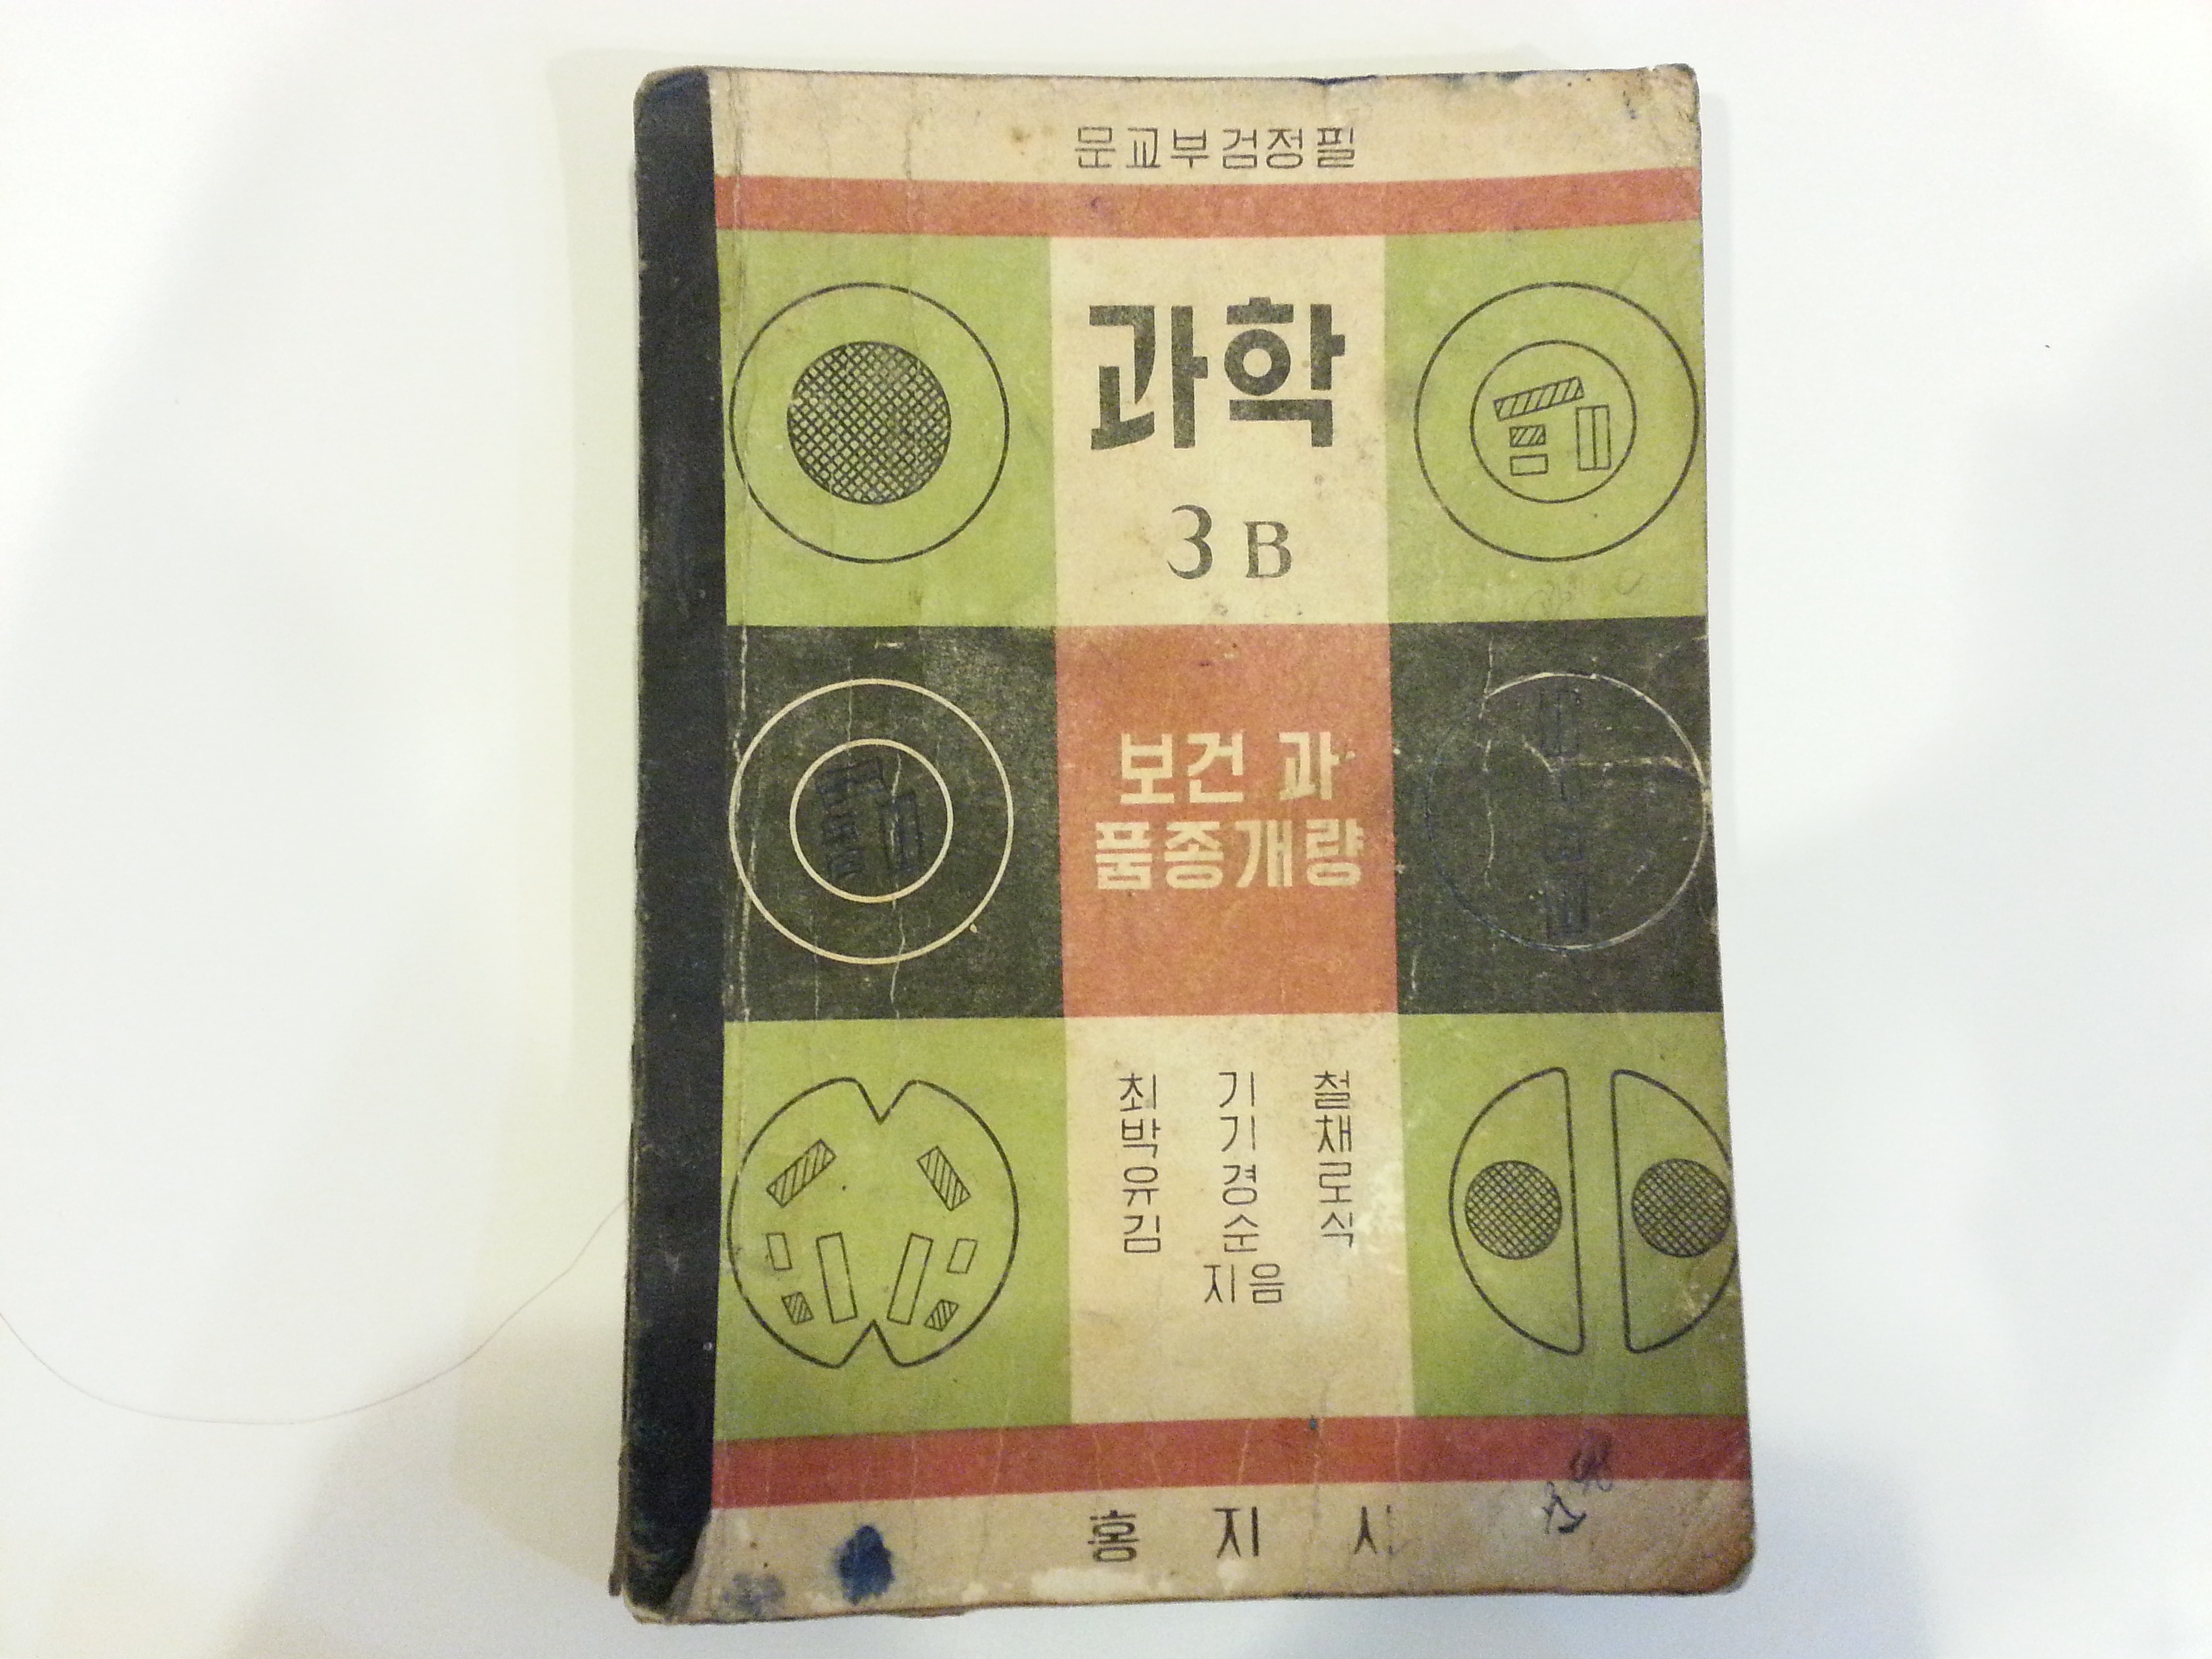 문교부검정필
과학
3 B
보건 과
품종개량
최 기 철
박 기 채
유 경 로
김 순 식
지음
홍 지 사